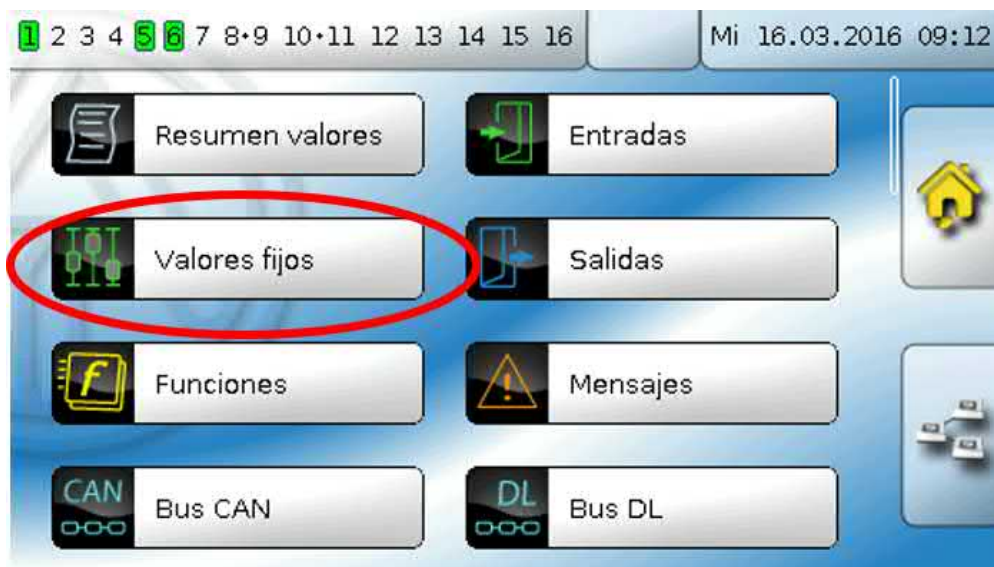 1 2 3 4 5 6 7 8•9 10•11 12 13 14 15 16 Mi 16.03.2016 09:12
Resumen valores Entradas
Valores fijos Salidas
f Funciones Mensajes
CAN Bus CAN DL Bus DL